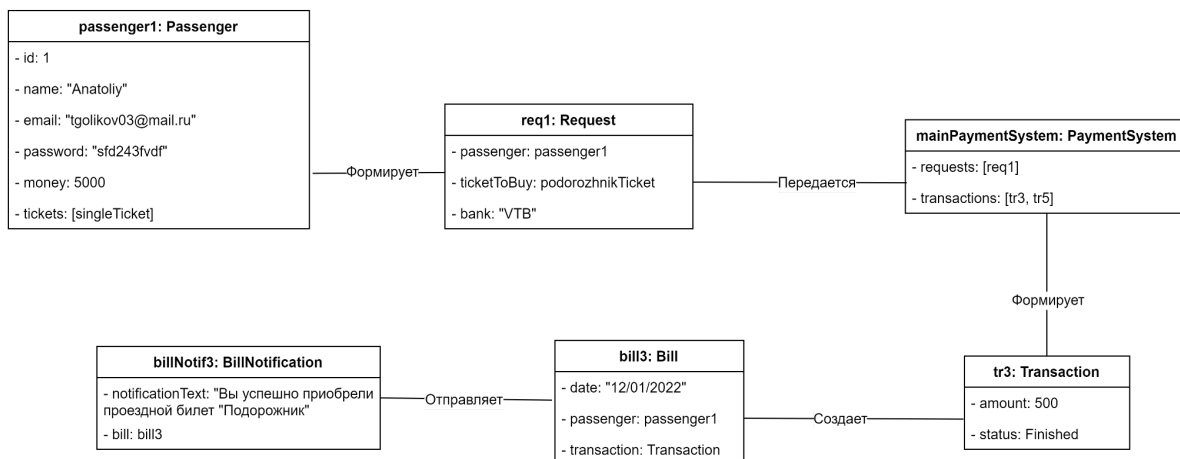 passenger1: Passenger
- id: 1
- name: "Anatoliy"
- email: "tgolikov03@mail.ru"
- password: "sfd243fvdf"
- money: 5000
- tickets: [singleTicket]
Формирует
req1: Request
- passenger: passenger1
- ticketToBuy: podorozhnikTicket
- bank: "VTB"
Передается
mainPaymentSystem: PaymentSystem
- requests: [req1]
- transactions: [tr3, tr5]
Формирует
tr3: Transaction
- amount: 500
- status: Finished
Создает
bill3: Bill
- date: "12/01/2022"
- passenger: passenger1
- transaction: Transaction
Отправляет
billNotif3: BillNotification
- notificationText: "Вы успешно приобрели
проездной билет "Подорожник"
- bill: bill3